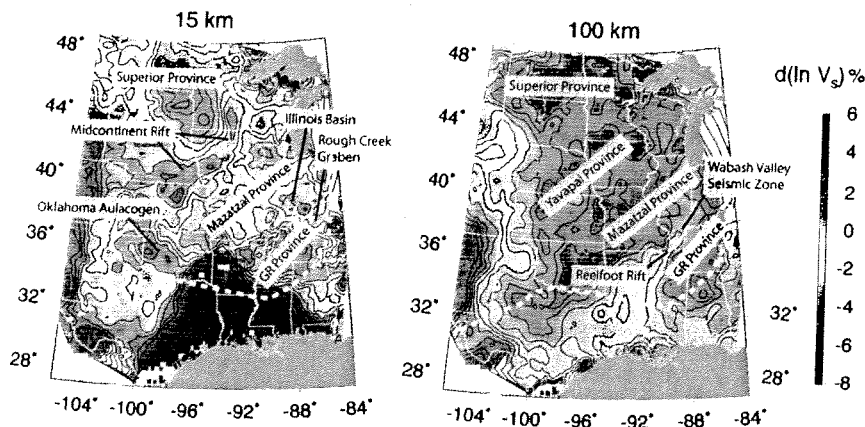 15 km
48°
44°
40°
36°
32°
28°
-104° -100° -96° -92° -88° -84°
Superior Province
Midcontinent Rift
Illinois Basin
Rough Creek
Graben
Mazatzal Province
Oklahoma Aulacogen
GR Province
100 km
48°
44°
40°
36°
32°
28°
32°
28°
-104° -100° -96° -92° -88° -84°
Superior Province
Yavapai Province
Mazatzal Province
Wabash Valley
Seismic Zone
GR Province
Reelfoot Rift
d(ln Vs) %
6
4
2
0
-2
-4
-6
-8